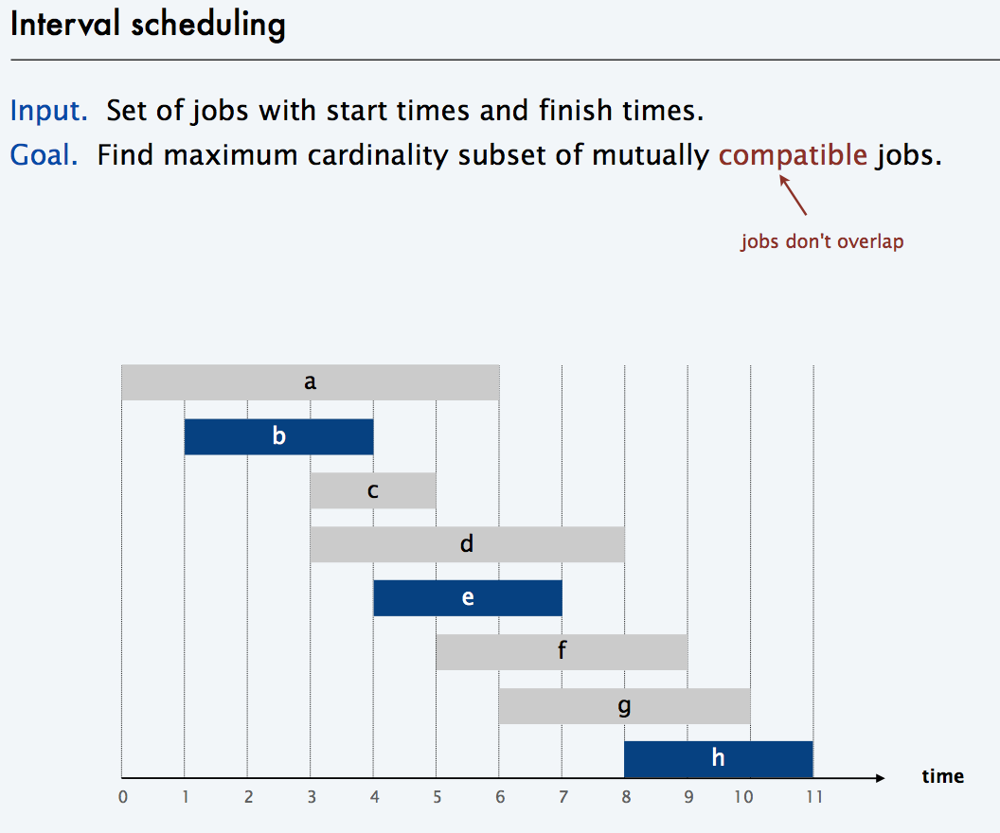 Interval scheduling
Input. Set of jobs with start times and finish times.
Goal. Find maximum cardinality subset of mutually compatible jobs.
jobs don't overlap
a
b
c
d
e
f
g
h
time
0 1 2 3 4 5 6 7 8 9 10 11